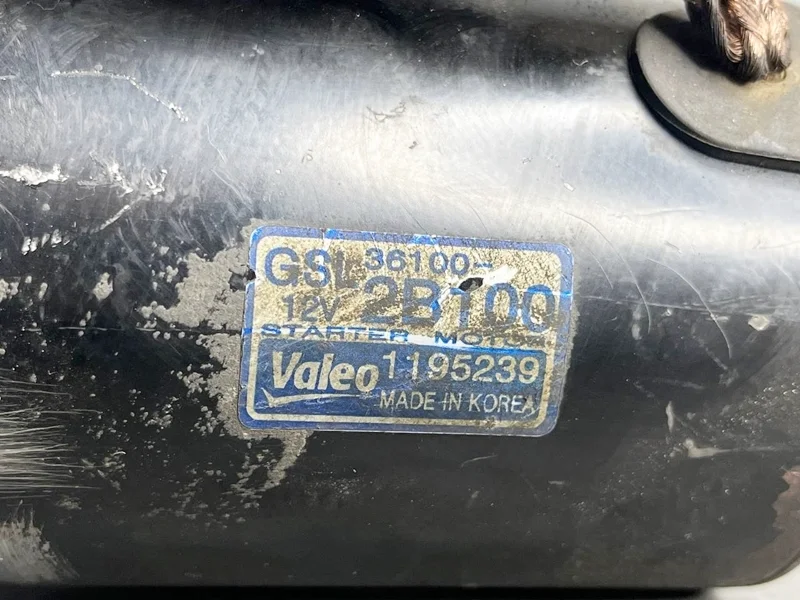 GSL 36100-
12V 2B100
STARTER MOTOR
Valeo 1195239
MADE IN KOREA